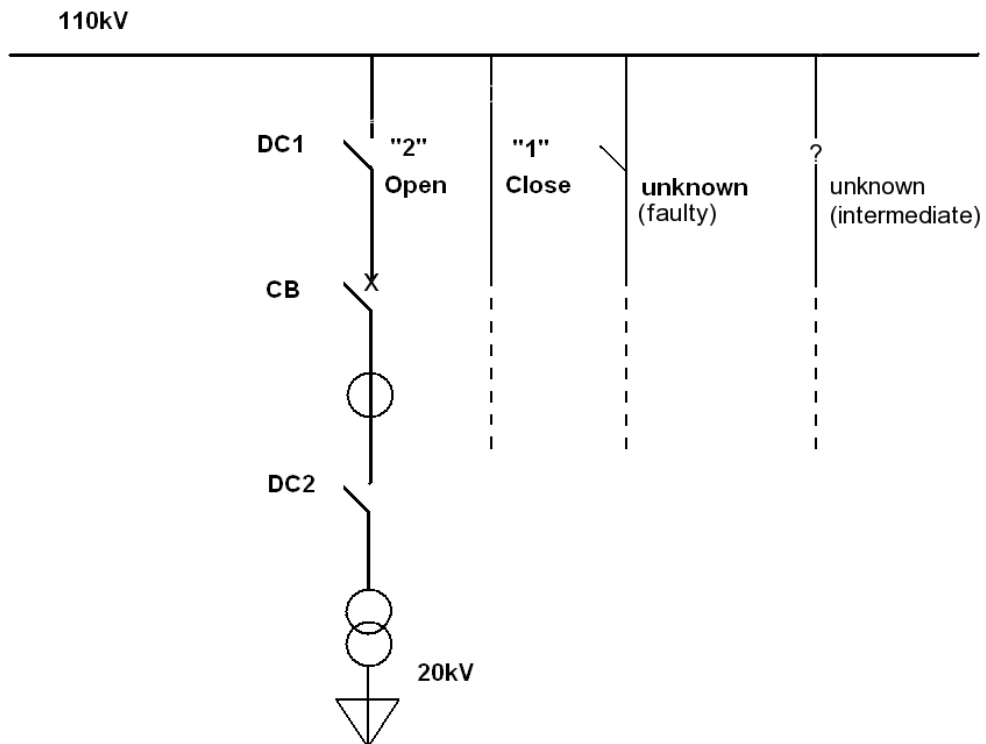 110kV
DC1
"2"
Open
"1"
Close
unknown
(faulty)
?
unknown
(intermediate)
CB
X
DC2
20kV